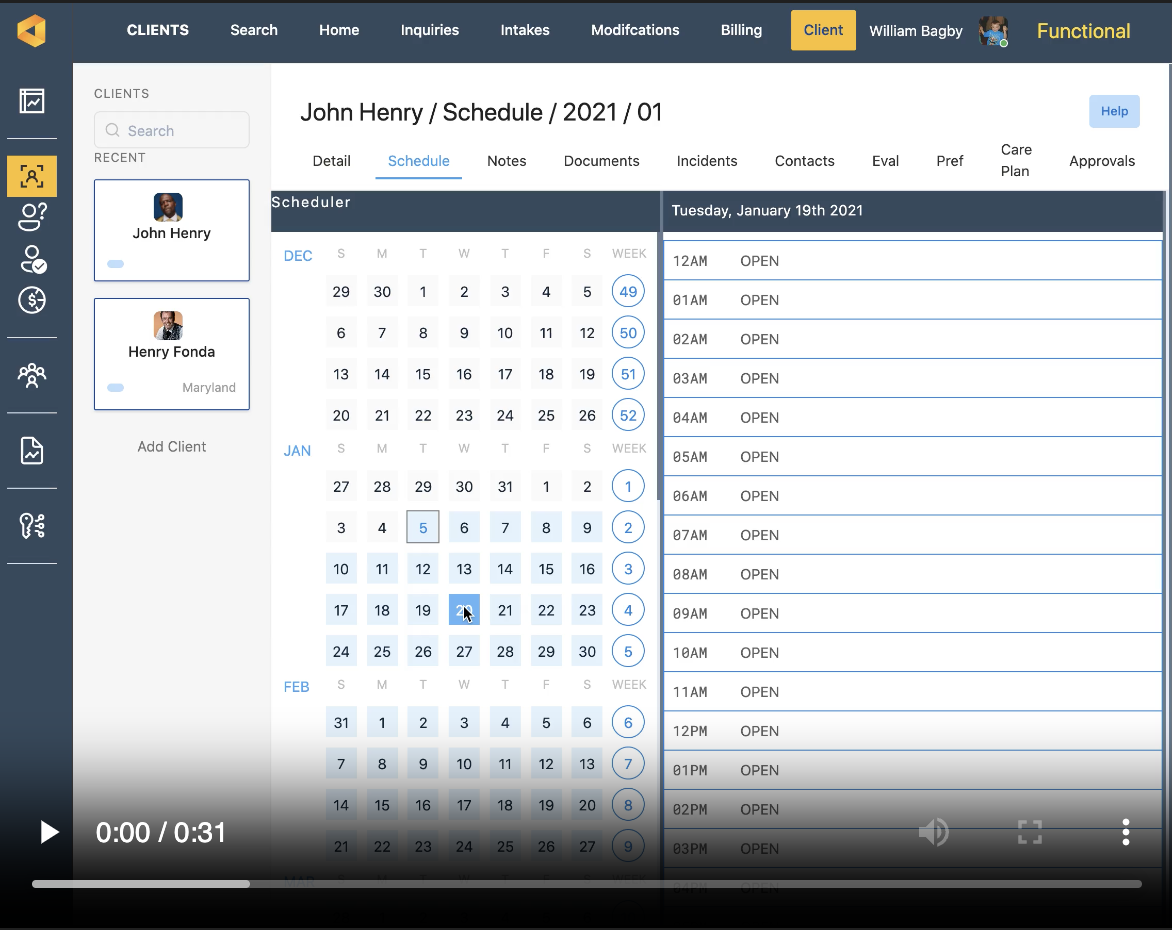 CLIENTS Search Home Inquiries Intakes Modifcations Billing Client William Bagby Functional
CLIENTS
Search
RECENT
John Henry
Henry Fonda
Maryland
Add Client
John Henry / Schedule / 2021 / 01
Help
Detail Schedule Notes Documents Incidents Contacts Eval Pref Care Plan Approvals
Scheduler
DEC S M T W T F S WEEK
29 30 1 2 3 4 5 49
6 7 8 9 10 11 12 50
13 14 15 16 17 18 19 51
20 21 22 23 24 25 26 52
JAN S M T W T F S WEEK
27 28 29 30 31 1 2 1
3 4 5 6 7 8 9 2
10 11 12 13 14 15 16 3
17 18 19 20 21 22 23 4
24 25 26 27 28 29 30 5
FEB S M T W T F S WEEK
31 1 2 3 4 5 6 6
7 8 9 10 11 12 13 7
14 15 16 17 18 19 20 8
21 22 23 24 25 26 27 9
MAR S M T W T F S WEEK
Tuesday, January 19th 2021
12AM OPEN
01AM OPEN
02AM OPEN
03AM OPEN
04AM OPEN
05AM OPEN
06AM OPEN
07AM OPEN
08AM OPEN
09AM OPEN
10AM OPEN
11AM OPEN
12PM OPEN
01PM OPEN
02PM OPEN
03PM OPEN
04PM OPEN
0:00 / 0:31